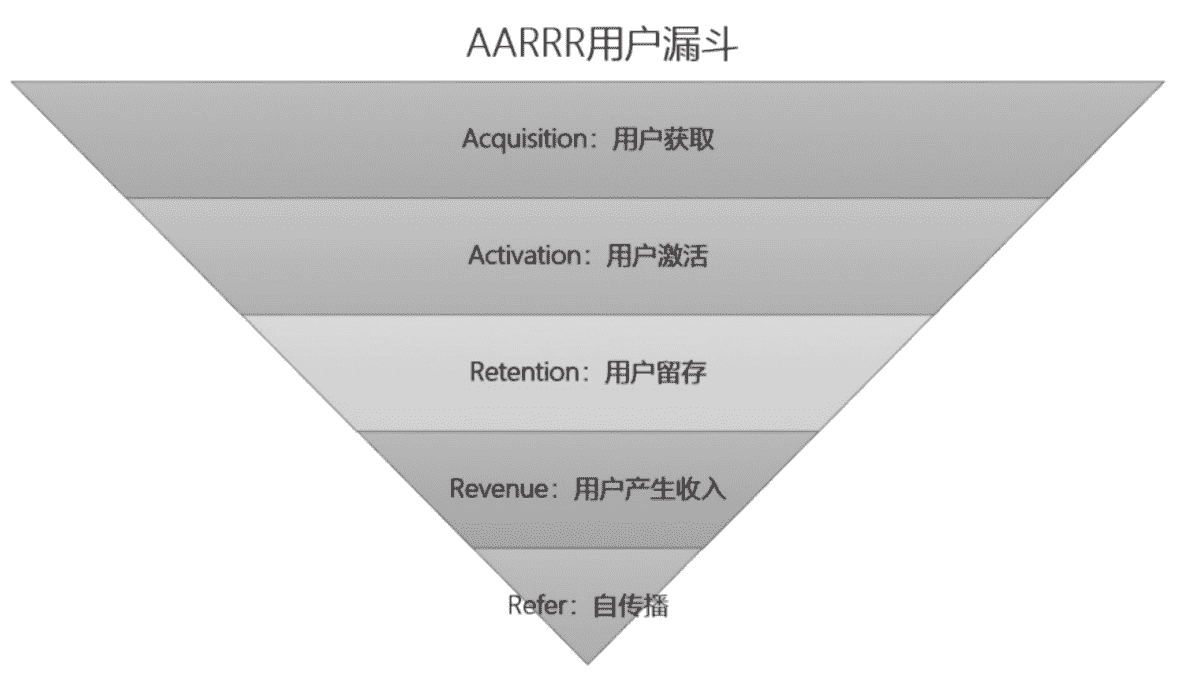 AARRR用户漏斗
Acquisition：用户获取
Activation：用户激活
Retention：用户留存
Revenue：用户产生收入
Refer：自传播